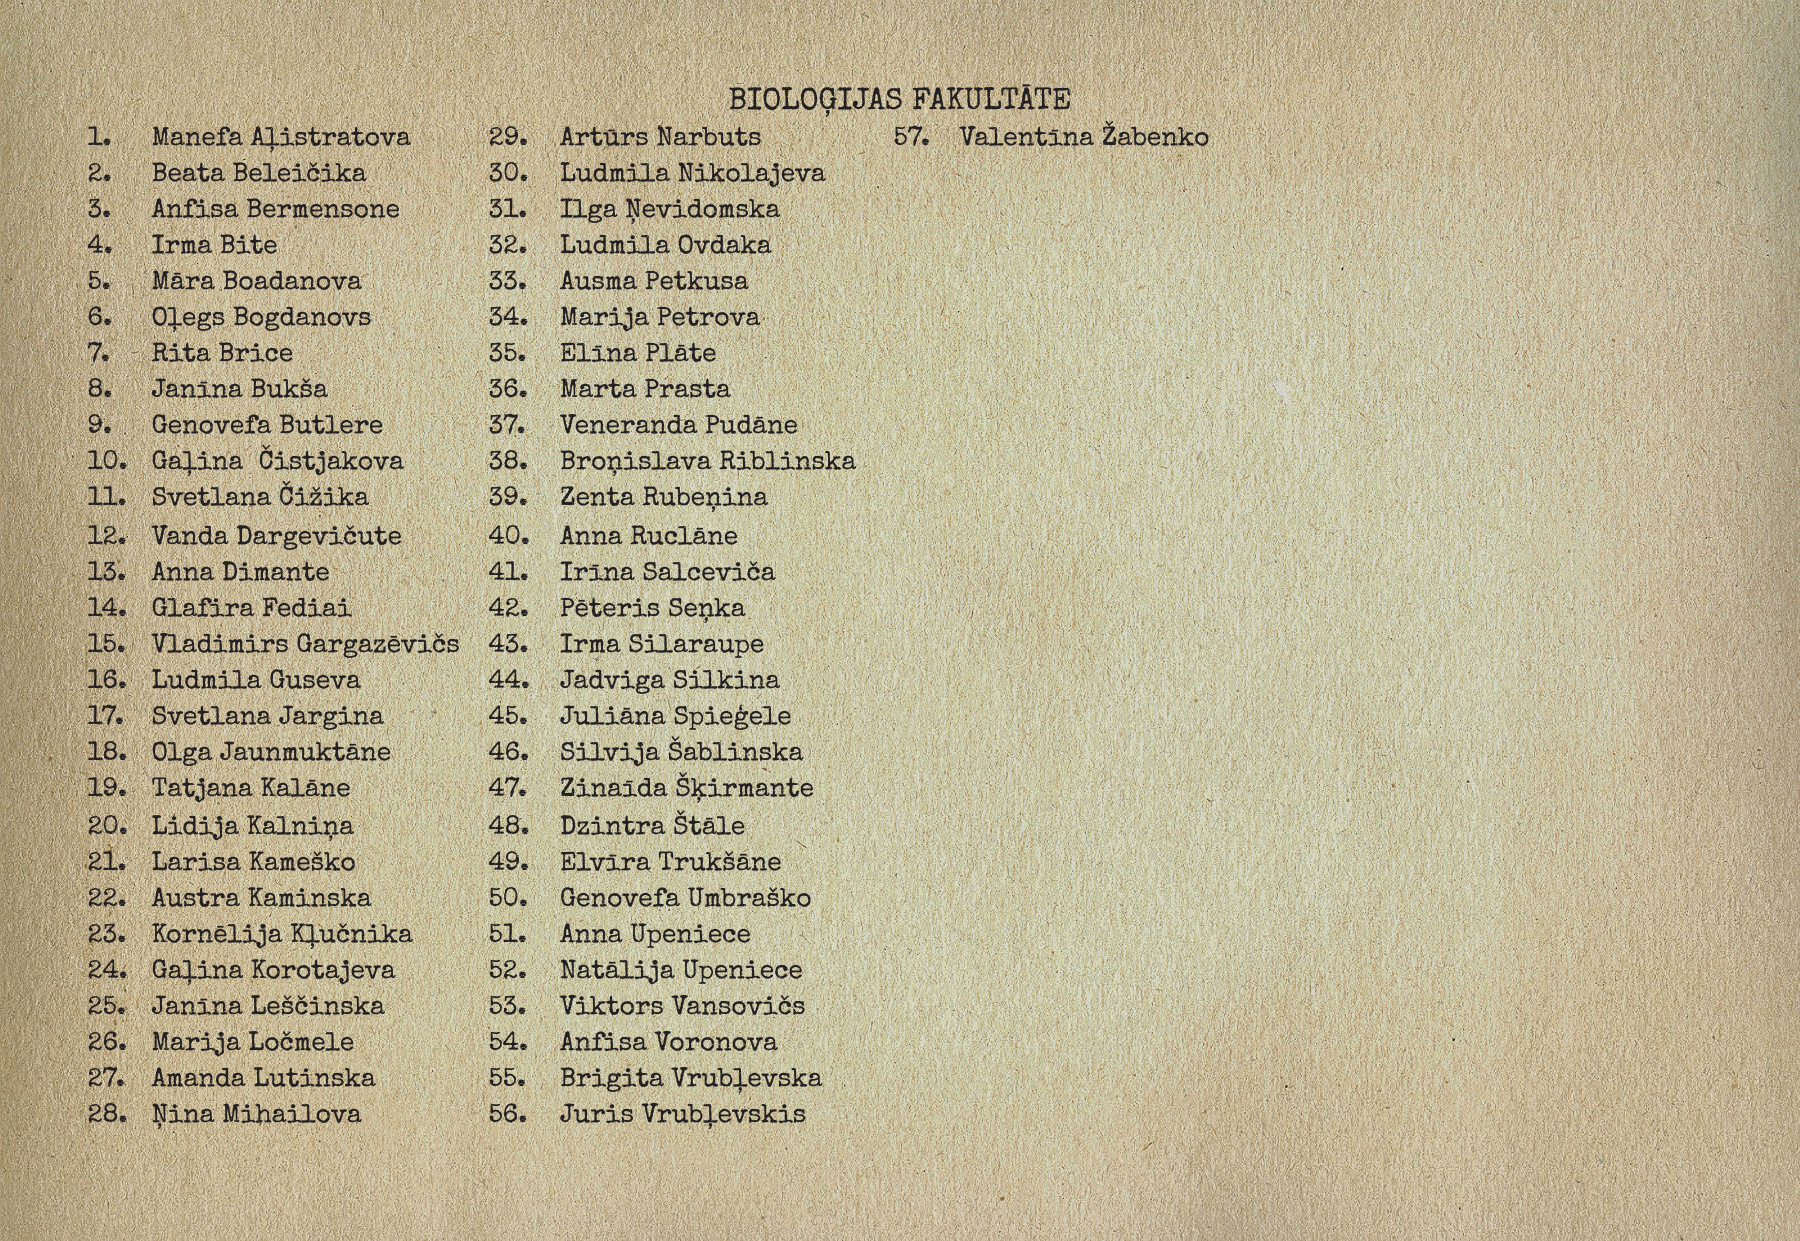 BIOLOĢIJAS FAKULTĀTE
1. Manefa Aļistratova
2. Beata Beleičika
3. Anfisa Bermensone
4. Irma Bite
5. Māra Boadanova
6. Oļegs Bogdanovs
7. Rita Brice
8. Janīna Bukša
9. Genovefa Butlere
10. Gaļina Čistjakova
11. Svetlana Čižika
12. Vanda Dargevičute
13. Anna Dimante
14. Glafira Fediai
15. Vladimirs Gargazēvičs
16. Ludmila Guseva
17. Svetlana Jargina
18. Olga Jaunmuktāne
19. Tatjana Kalāne
20. Lidija Kalniņa
21. Larisa Kameško
22. Austra Kaminska
23. Kornēlija Kļučnika
24. Gaļina Korotajeva
25. Janīna Leščinska
26. Marija Ločmele
27. Amanda Lutinska
28. Ņina Mihailova
29. Artūrs Narbuts
30. Ludmila Nikolajeva
31. Ilga Ņevidomska
32. Ludmila Ovdaka
33. Ausma Petkusa
34. Marija Petrova
35. Elīna Plāte
36. Marta Prasta
37. Veneranda Pudāne
38. Broņislava Riblinska
39. Zenta Rubeņina
40. Anna Ruclāne
41. Irīna Salceviča
42. Pēteris Seņka
43. Irma Silaraupe
44. Jadviga Silkina
45. Juliāna Spieģele
46. Silvija Šablinska
47. Zinaīda Šķirmante
48. Dzintra Štāle
49. Elvīra Trukšāne
50. Genovefa Umbraško
51. Anna Upeniece
52. Natālija Upeniece
53. Viktors Vansovičs
54. Anfisa Voronova
55. Brigita Vrubļevska
56. Juris Vrubļevskis
57. Valentīna Žabenko